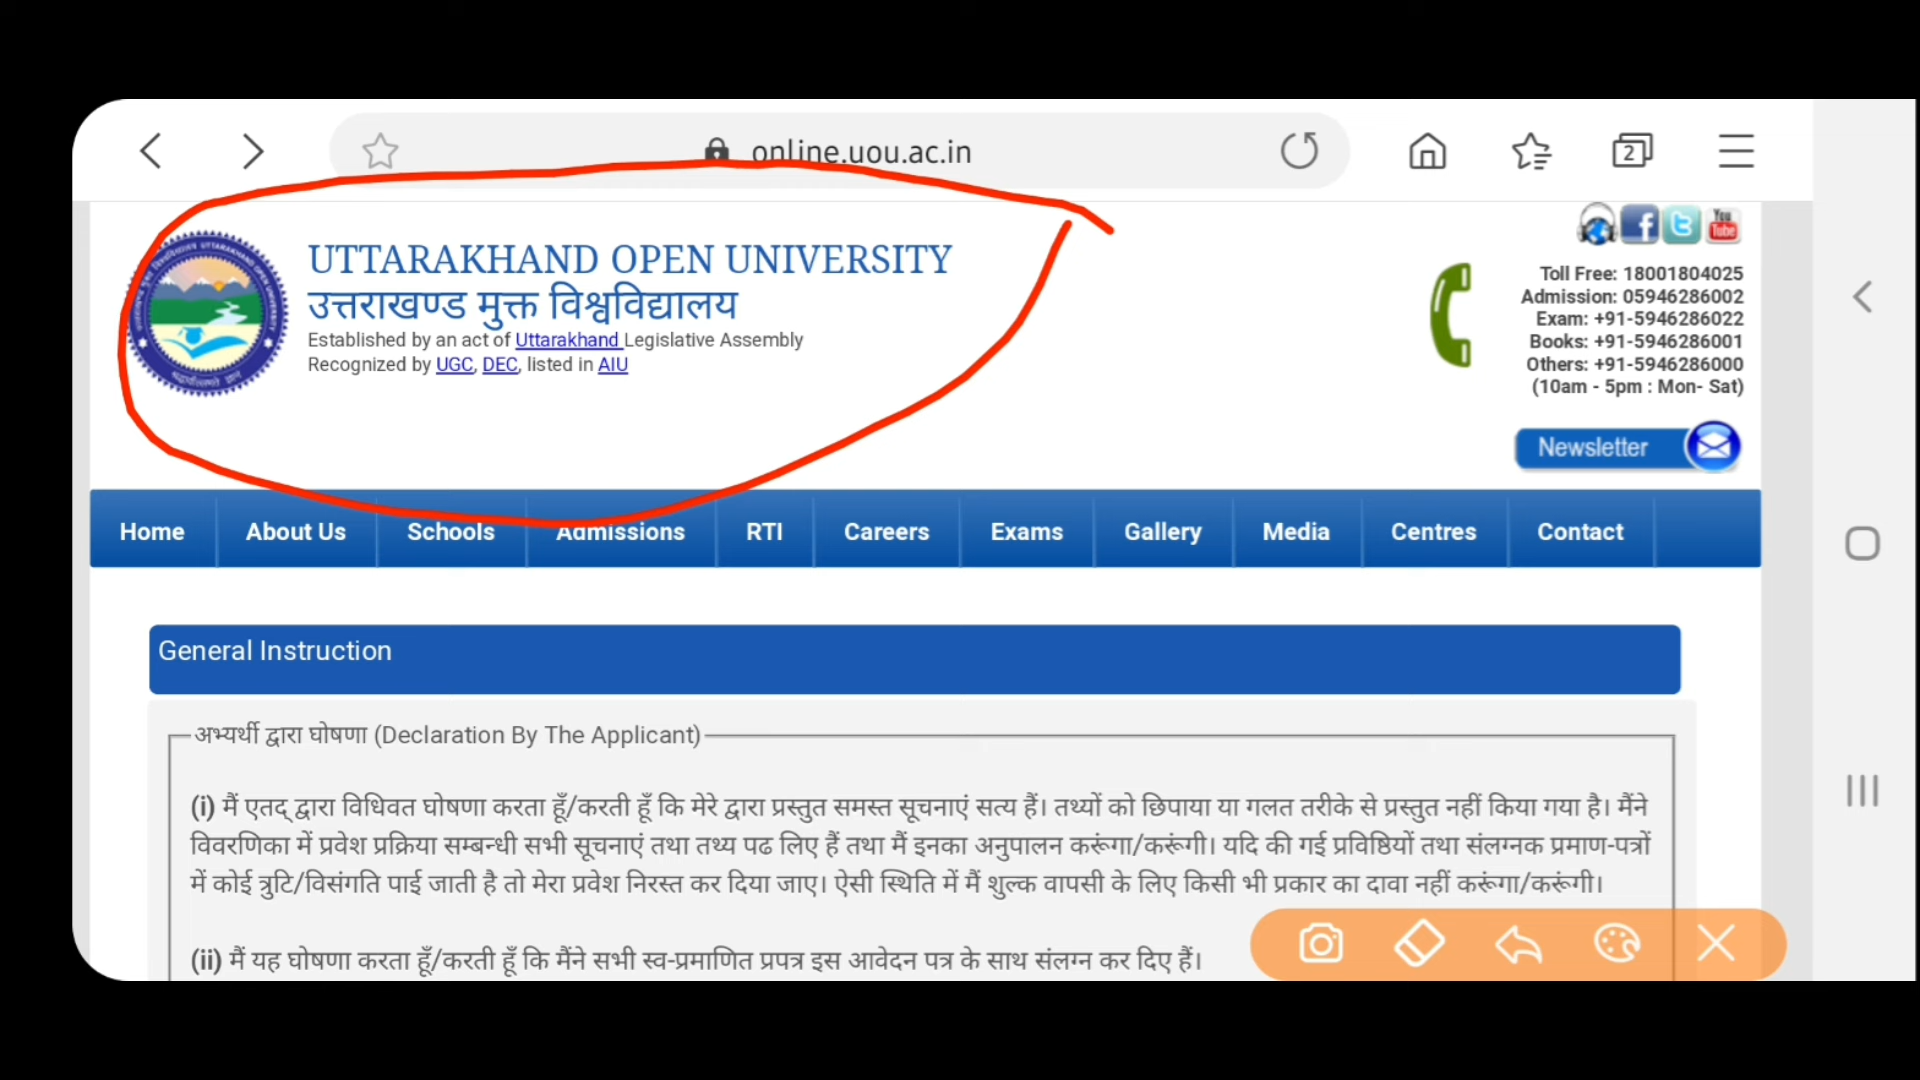 2
online.uou.ac.in
UTTARAKHAND OPEN UNIVERSITY
उत्तराखण्ड मुक्त विश्वविद्यालय
Established by an act of Uttarakhand Legislative Assembly
Recognized by UGC, DEC, listed in AIU
You
Tube
Toll Free: 18001804025
Admission: 05946286002
Exam: +91-5946286022
Books: +91-5946286001
Others: +91-5946286000
(10am - 5pm : Mon- Sat)
Newsletter
Home About Us Schools Admissions RTI Careers Exams Gallery Media Centres Contact
General Instruction
अभ्यर्थी द्वारा घोषणा (Declaration By The Applicant)
(i) मैं एतद् द्वारा विधिवत घोषणा करता हूँ/करती हूँ कि मेरे द्वारा प्रस्तुत समस्त सूचनाएं सत्य हैं। तथ्यों को छिपाया या गलत तरीके से प्रस्तुत नहीं किया गया है। मैंने
विवरणिका में प्रवेश प्रक्रिया सम्बन्धी सभी सूचनाएं तथा तथ्य पढ लिए हैं तथा मैं इनका अनुपालन करूंगा/करूंगी। यदि की गई प्रविष्ठियों तथा संलग्नक प्रमाण-पत्रों
में कोई त्रुटि/विसंगति पाई जाती है तो मेरा प्रवेश निरस्त कर दिया जाए। ऐसी स्थिति में मैं शुल्क वापसी के लिए किसी भी प्रकार का दावा नहीं करूंगा/करूंगी।
(ii) मैं यह घोषणा करता हूँ/करती हूँ कि मैंने सभी स्व-प्रमाणित प्रपत्र इस आवेदन पत्र के साथ संलग्न कर दिए हैं।